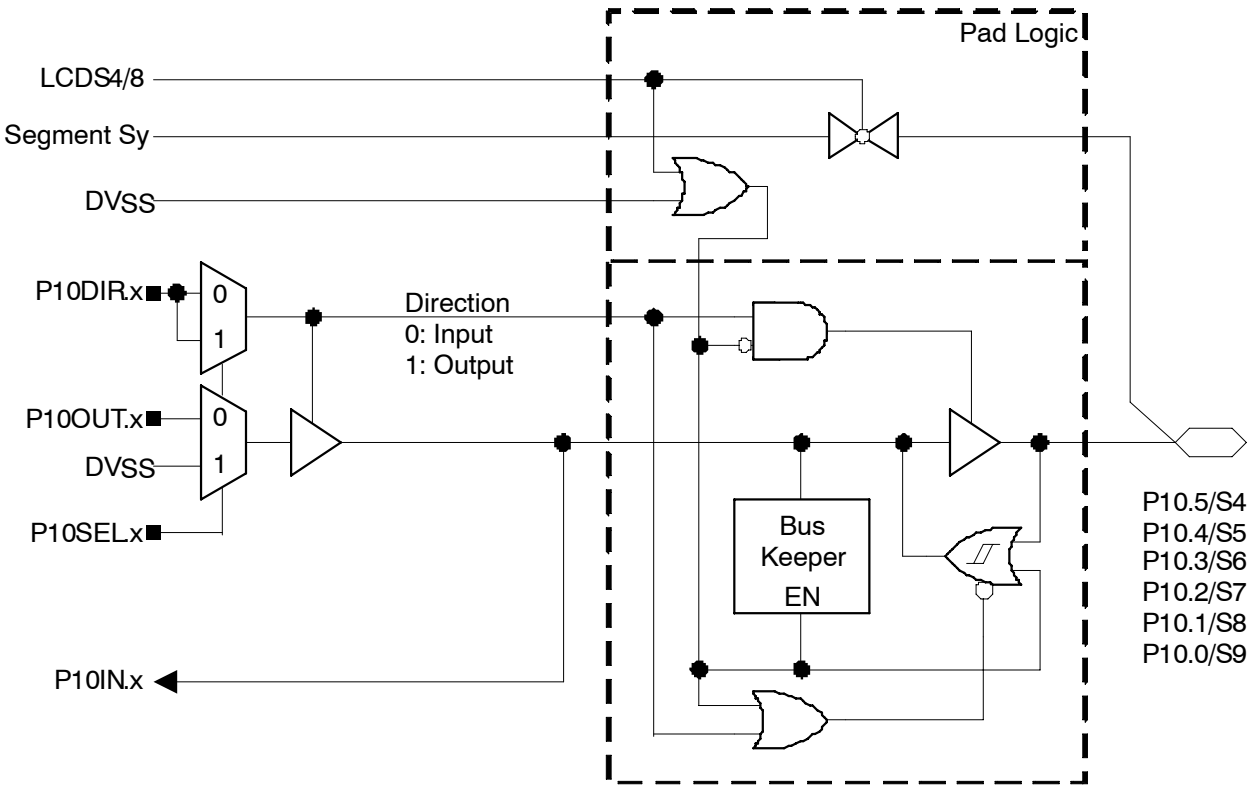 Pad Logic
LCDS4/8
Segment Sy
DVSS
P10DIR.x
0
1
Direction
0: Input
1: Output
P10OUT.x
0
DVSS
1
P10SEL.x
Bus
Keeper
EN
P10.5/S4
P10.4/S5
P10.3/S6
P10.2/S7
P10.1/S8
P10.0/S9
P10IN.x